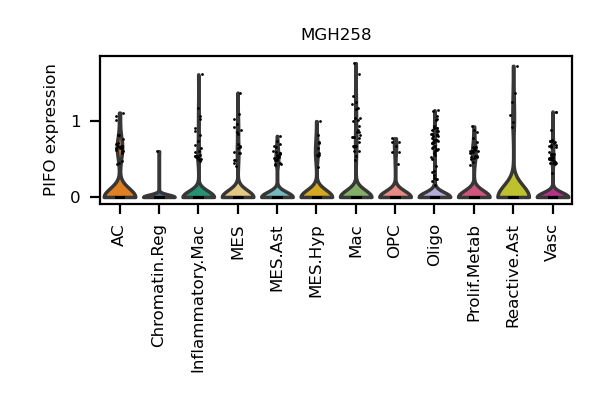 MGH258
PIFO expression
1
0
AC
Chromatin.Reg
Inflammatory.Mac
MES
MES.Ast
MES.Hyp
Mac
OPC
Oligo
Prolif.Metab
Reactive.Ast
Vasc